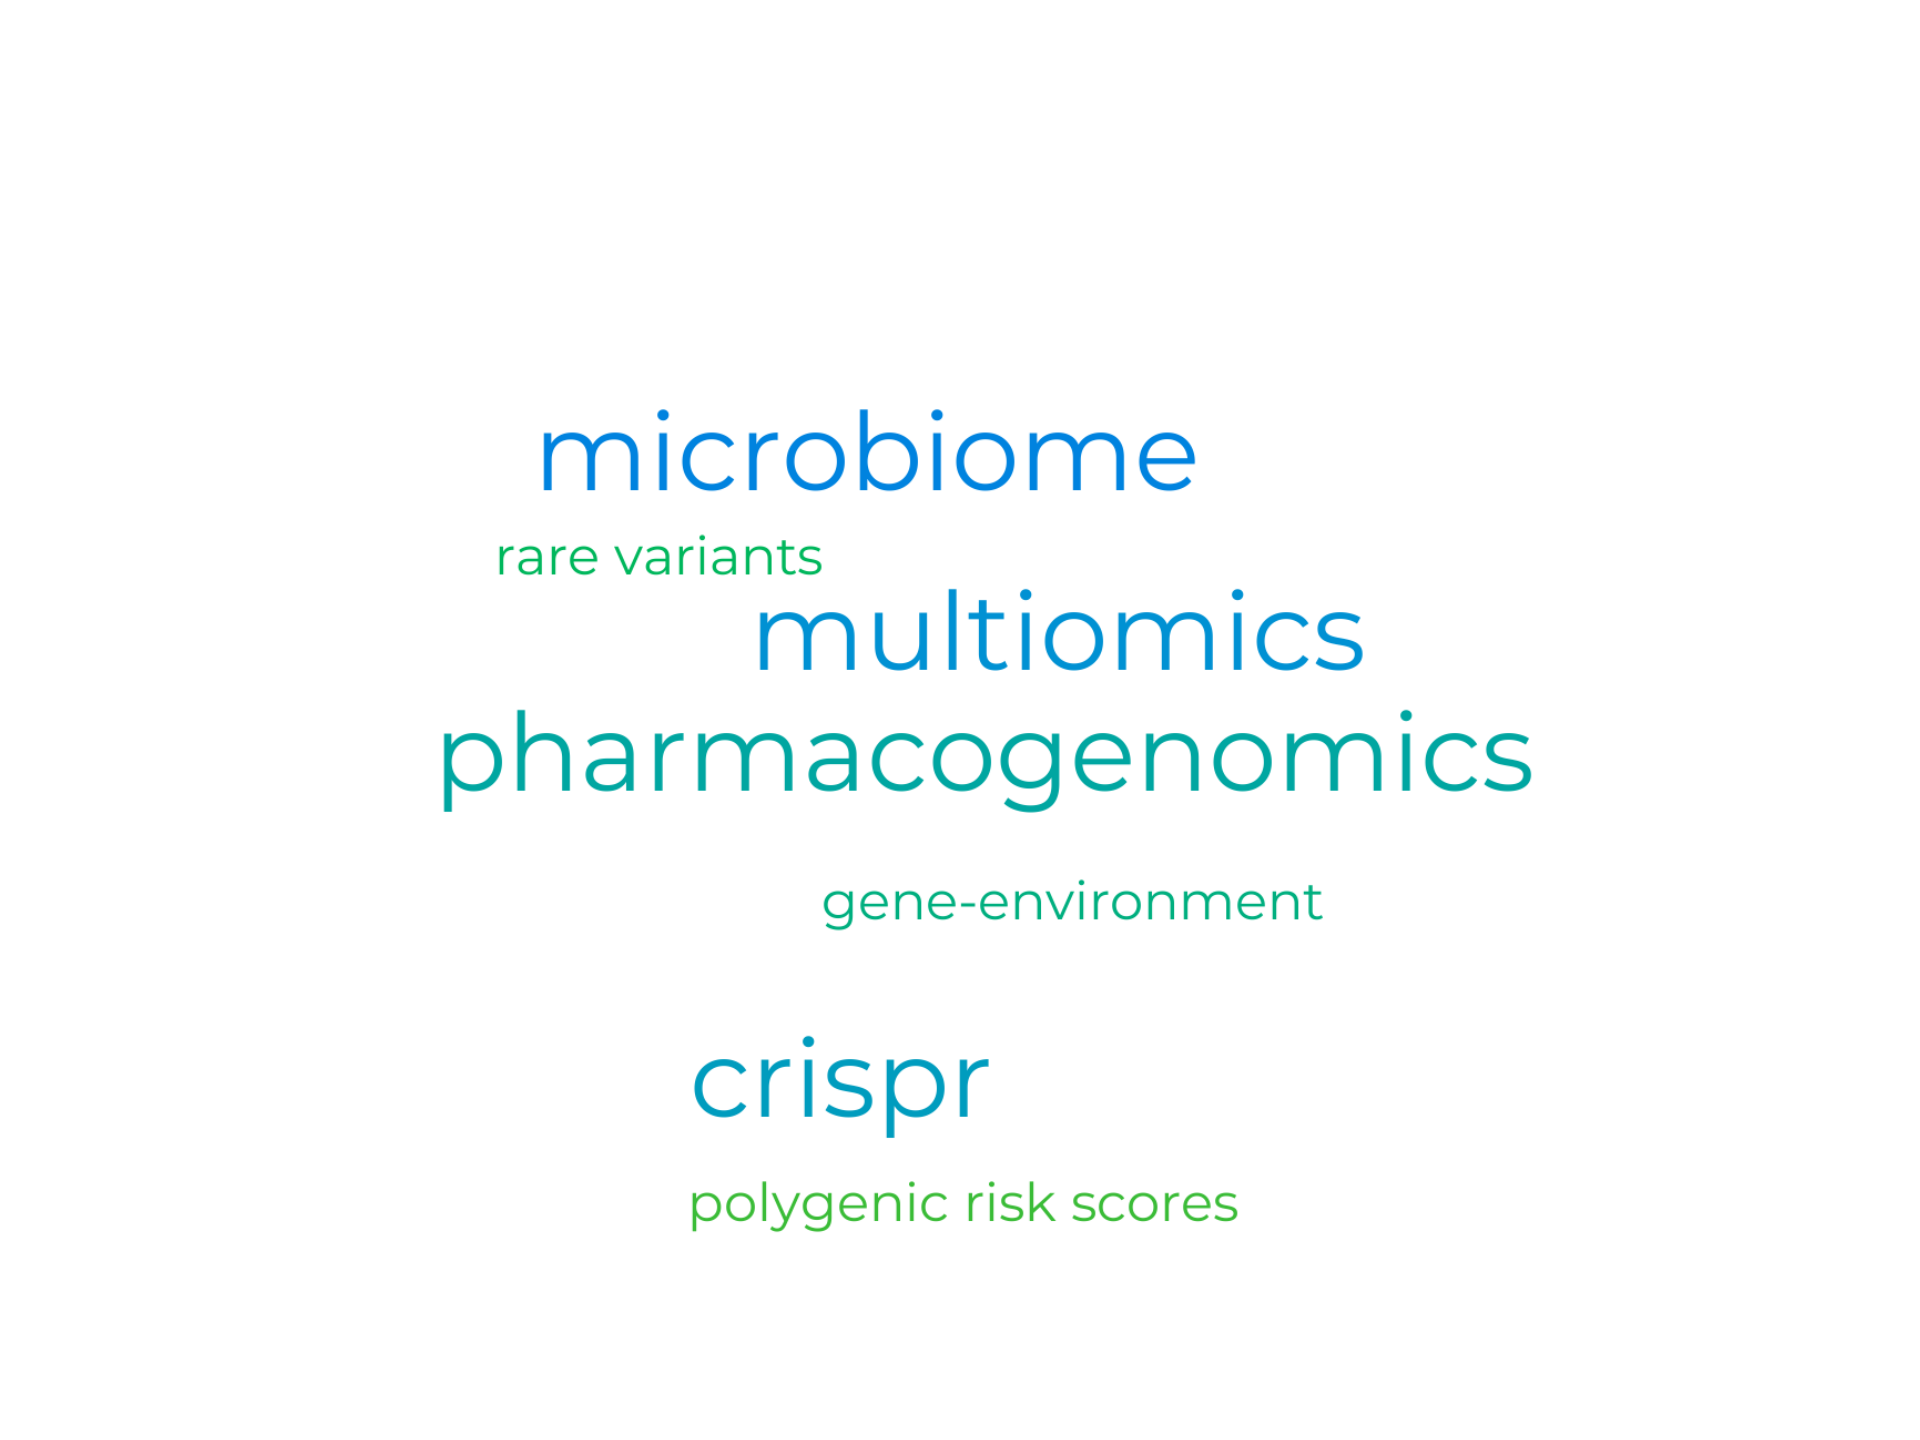 microbiome
rare variants
multiomics
pharmacogenomics
gene-environment
crispr
polygenic risk scores